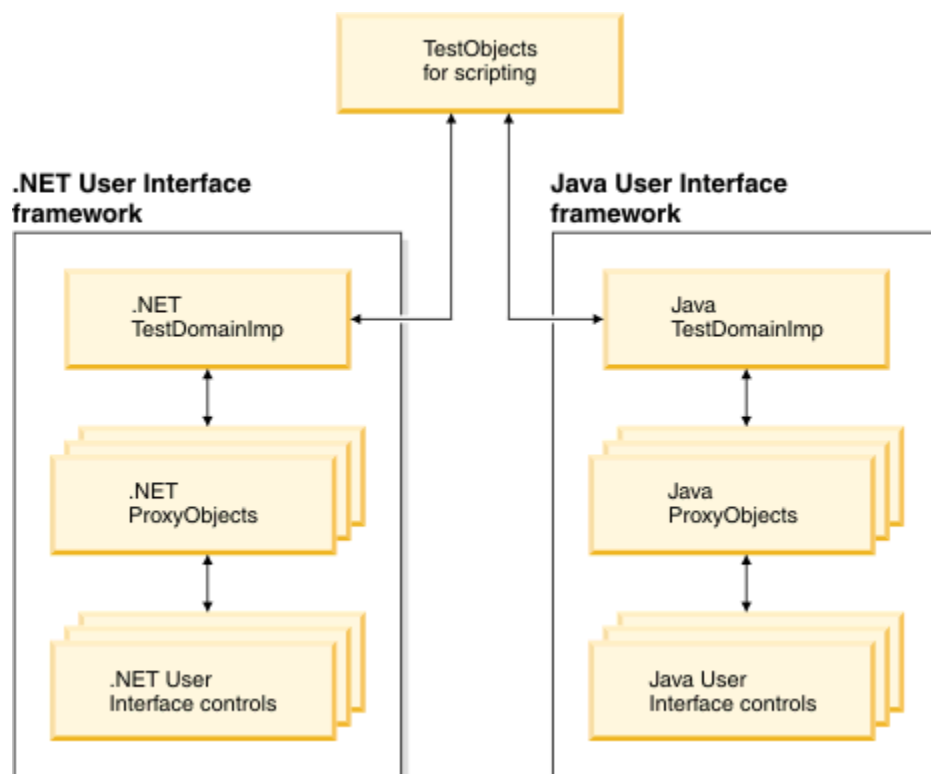 TestObjects
for scripting
.NET User Interface
framework
.NET
TestDomainImp
.NET
ProxyObjects
.NET User
Interface controls
Java User Interface
framework
Java
TestDomainImp
Java
ProxyObjects
Java User
Interface controls